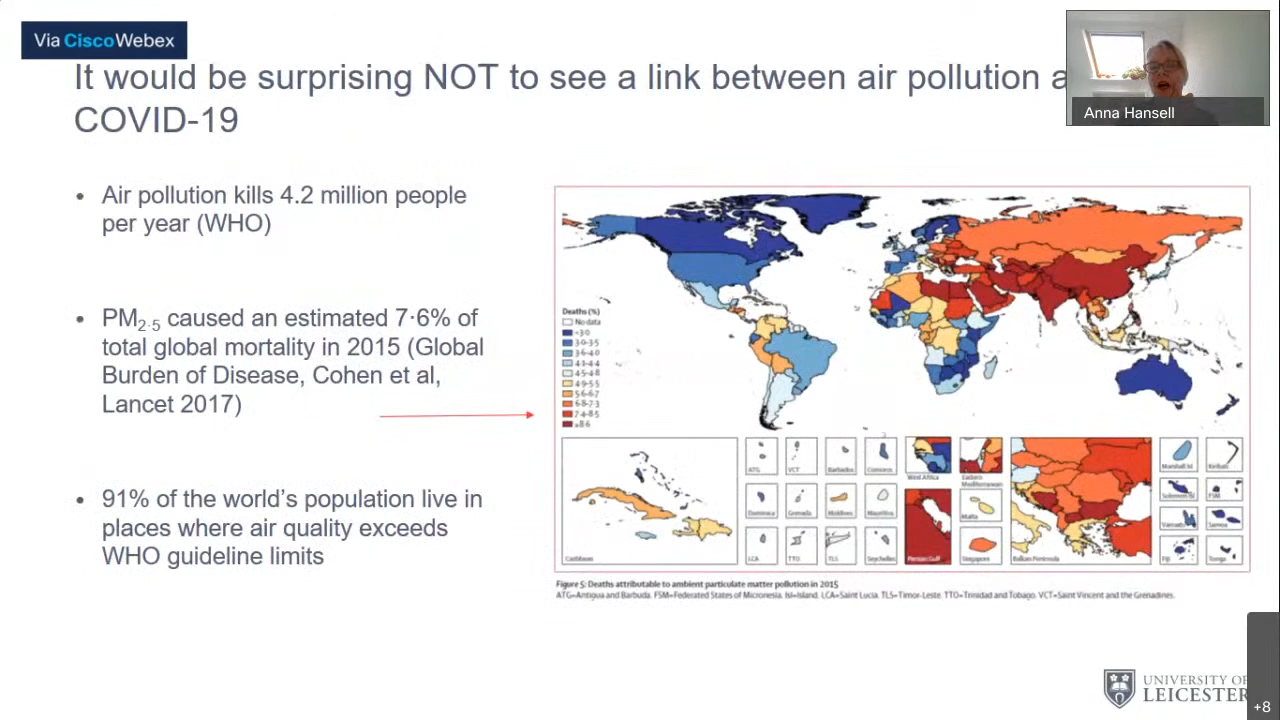 Via Cisco Webex
It would be surprising NOT to see a link between air pollution a
COVID-19
Anna Hansell
• Air pollution kills 4.2 million people
per year (WHO)
• PM2.5 caused an estimated 7·6% of
total global mortality in 2015 (Global
Burden of Disease, Cohen et al,
Lancet 2017)
• 91% of the world's population live in
places where air quality exceeds
WHO guideline limits
Deaths (%)
No data
<3·0
3·0-3·5
3·6-4·0
4·1-4·4
4·5-4·8
4·9-5·5
5·6-6·7
6·8-7·3
7·4-8·5
≥8·6
Caribbean
ATG
VCT
Barbados
Comoros
West Africa
Eastern
Mediterranean
Marshall Isl
Kiribati
Dominica
Grenada
Maldives
Mauritius
Malta
Solomon Isl
FSM
Vanuatu
Samoa
LCA
TTO
TLS
Seychelles
Persian Gulf
Singapore
Balkan Peninsula
Fiji
Tonga
Figure 5: Deaths attributable to ambient particulate matter pollution in 2015
ATG=Antigua and Barbuda. FSM=Federated States of Micronesia. Isl=Island. LCA=Saint Lucia. TLS=Timor-Leste. TTO=Trinidad and Tobago. VCT=Saint Vincent and the Grenadines.
UNIVERSITY OF
LEICESTER
+8